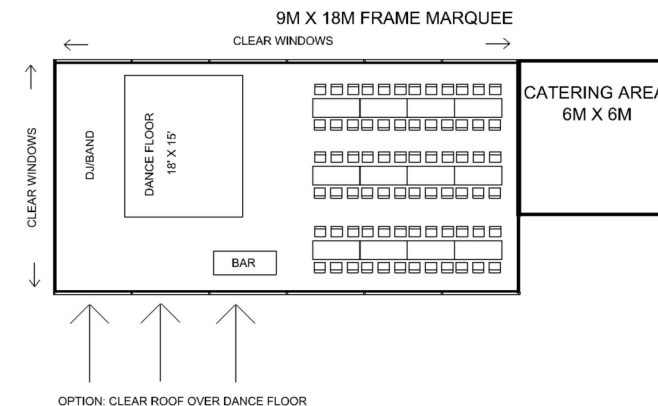 9M X 18M FRAME MARQUEE
CLEAR WINDOWS
CLEAR WINDOWS
DJ/BAND
DANCE FLOOR
18' X 15'
BAR
CATERING AREA
6M X 6M
OPTION: CLEAR ROOF OVER DANCE FLOOR